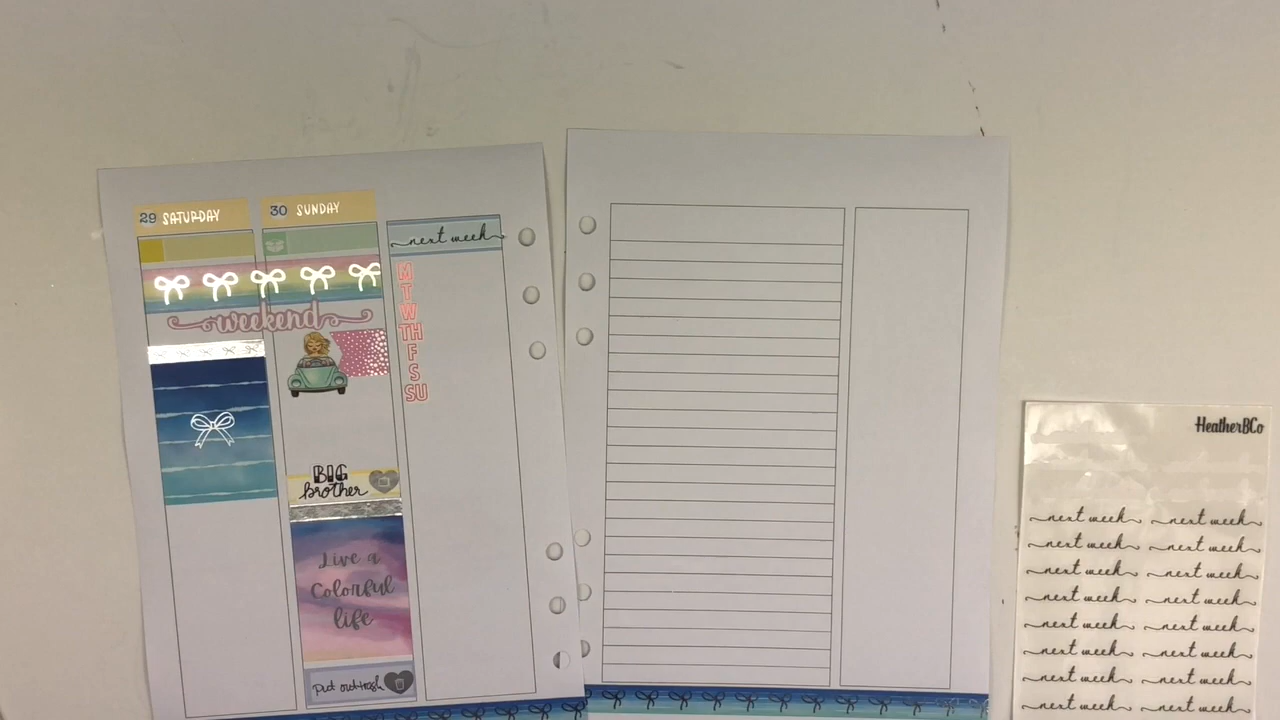 29 SATURDAY
30 SUNDAY
next week
M
T
W
TH
F
S
SU
weekend
BIG
brother
Live a
Colorful
life
put out trash
HeatherBCo
next week next week
next week next week
next week next week
next week next week
next week next week
next week next week
next week next week
next week next week